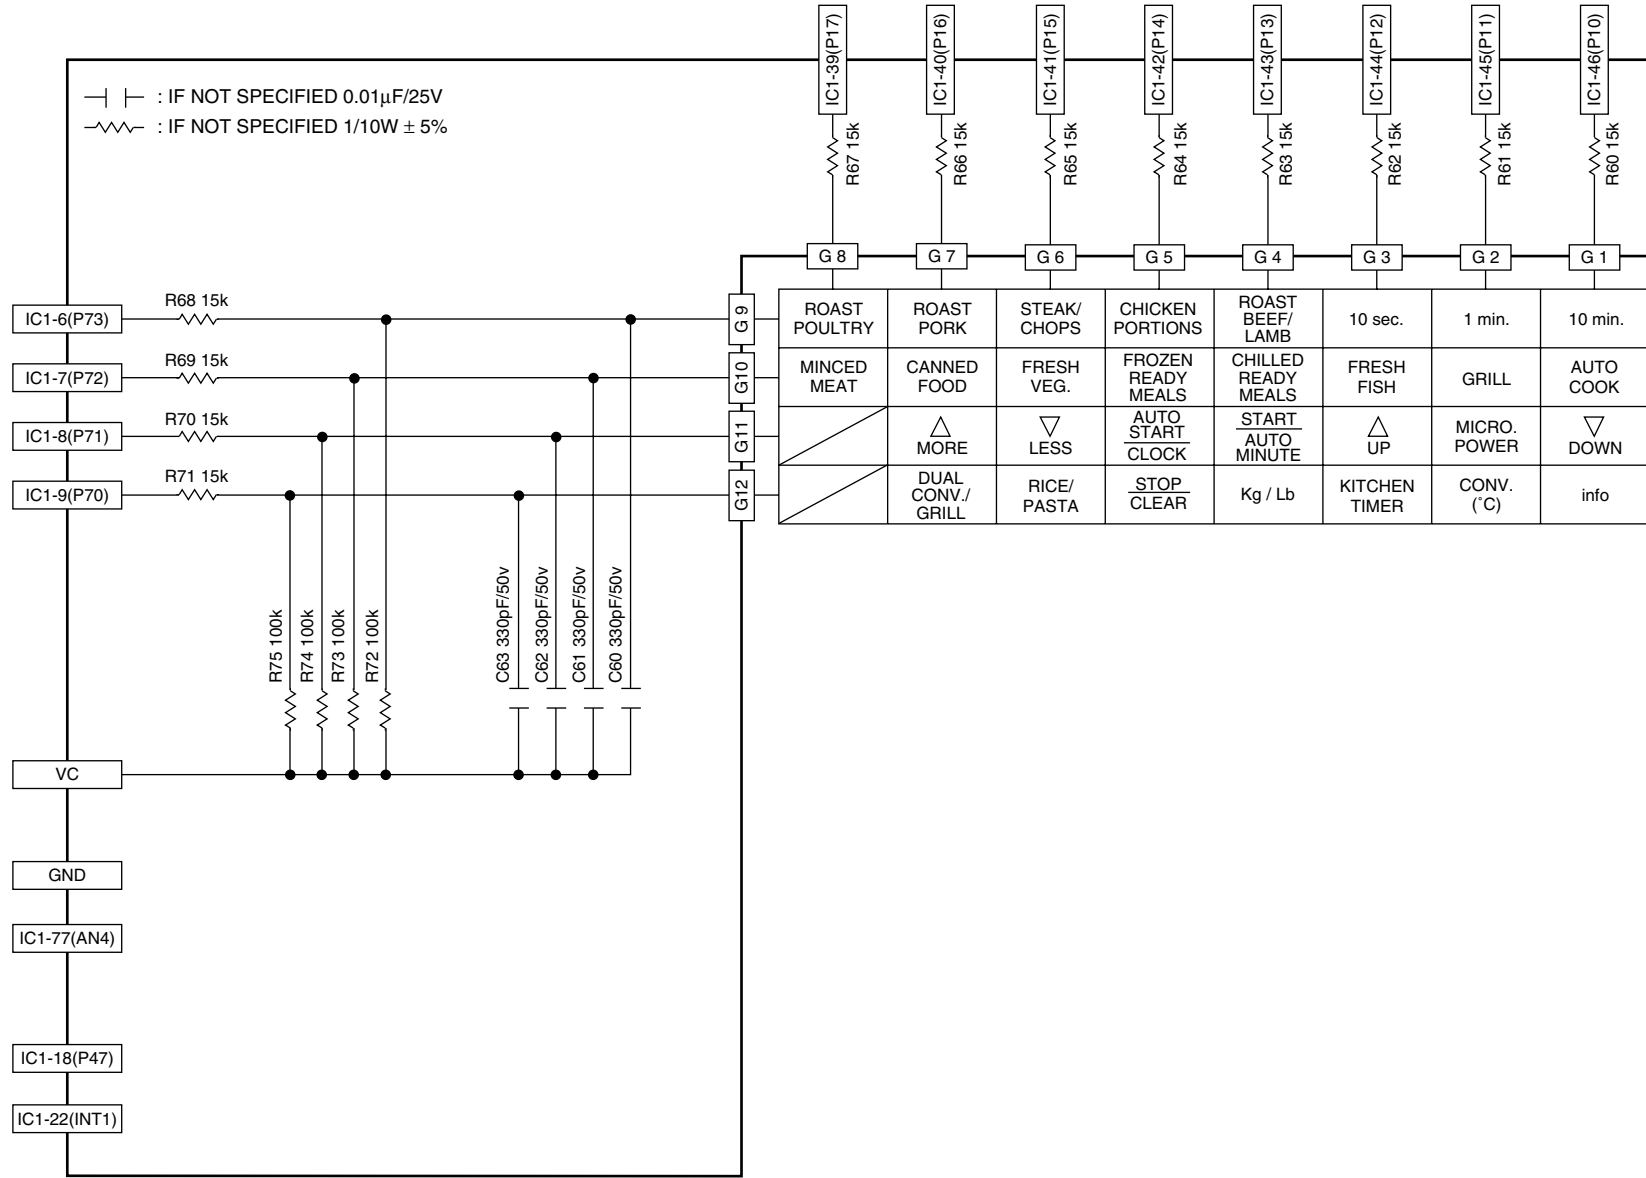 IC1-39(P17)
IC1-40(P16)
IC1-41(P15)
IC1-42(P14)
IC1-43(P13)
IC1-44(P12)
IC1-45(P11)
IC1-46(P10)
: IF NOT SPECIFIED 0.01µF/25V
: IF NOT SPECIFIED 1/10W ± 5%
R67 15k
R66 15k
R65 15k
R64 15k
R63 15k
R62 15k
R61 15k
R60 15k
G 8
G 7
G 6
G 5
G 4
G 3
G 2
G 1
IC1-6(P73)
R68 15k
G 9
ROAST
POULTRY
ROAST
PORK
STEAK/
CHOPS
CHICKEN
PORTIONS
ROAST
BEEF/
LAMB
10 sec.
1 min.
10 min.
IC1-7(P72)
R69 15k
G10
MINCED
MEAT
CANNED
FOOD
FRESH
VEG.
FROZEN
READY
MEALS
CHILLED
READY
MEALS
FRESH
FISH
GRILL
AUTO
COOK
IC1-8(P71)
R70 15k
G11
MORE
LESS
AUTO
START
CLOCK
START
AUTO
MINUTE
UP
MICRO.
POWER
DOWN
IC1-9(P70)
R71 15k
G12
DUAL
CONV./
GRILL
RICE/
PASTA
STOP
CLEAR
Kg / Lb
KITCHEN
TIMER
CONV.
(˚C)
info
R75 100k
R74 100k
R73 100k
R72 100k
C63 330pF/50v
C62 330pF/50v
C61 330pF/50v
C60 330pF/50v
VC
GND
IC1-77(AN4)
IC1-18(P47)
IC1-22(INT1)